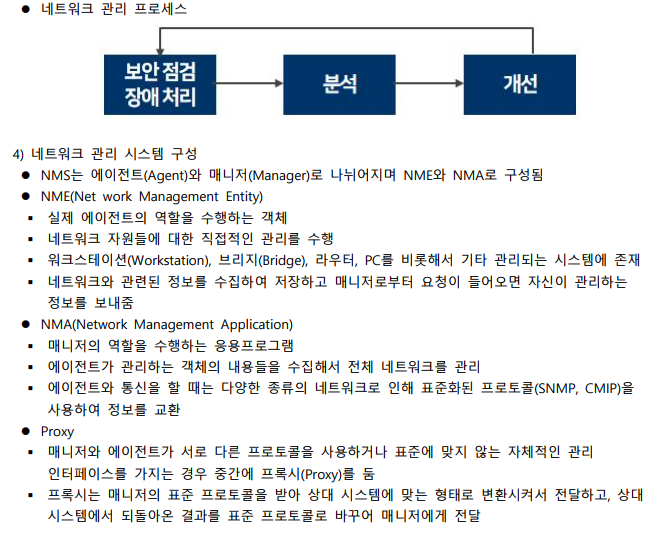 ● 네트워크 관리 프로세스
보안 점검
장애 처리
분석
개선
4) 네트워크 관리 시스템 구성
● NMS는 에이전트(Agent)와 매니저(Manager)로 나뉘어지며 NME와 NMA로 구성됨
● NME(Net work Management Entity)
▪ 실제 에이전트의 역할을 수행하는 객체
▪ 네트워크 자원들에 대한 직접적인 관리를 수행
▪ 워크스테이션(Workstation), 브리지(Bridge), 라우터, PC를 비롯해서 기타 관리되는 시스템에 존재
▪ 네트워크와 관련된 정보를 수집하여 저장하고 매니저로부터 요청이 들어오면 자신이 관리하는
정보를 보내줌
● NMA(Network Management Application)
▪ 매니저의 역할을 수행하는 응용프로그램
▪ 에이전트가 관리하는 객체의 내용들을 수집해서 전체 네트워크를 관리
▪ 에이전트와 통신을 할 때는 다양한 종류의 네트워크로 인해 표준화된 프로토콜(SNMP, CMIP)을
사용하여 정보를 교환
● Proxy
▪ 매니저와 에이전트가 서로 다른 프로토콜을 사용하거나 표준에 맞지 않는 자체적인 관리
인터페이스를 가지는 경우 중간에 프록시(Proxy)를 둠
▪ 프록시는 매니저의 표준 프로토콜을 받아 상대 시스템에 맞는 형태로 변환시켜서 전달하고, 상대
시스템에서 되돌아온 결과를 표준 프로토콜로 바꾸어 매니저에게 전달